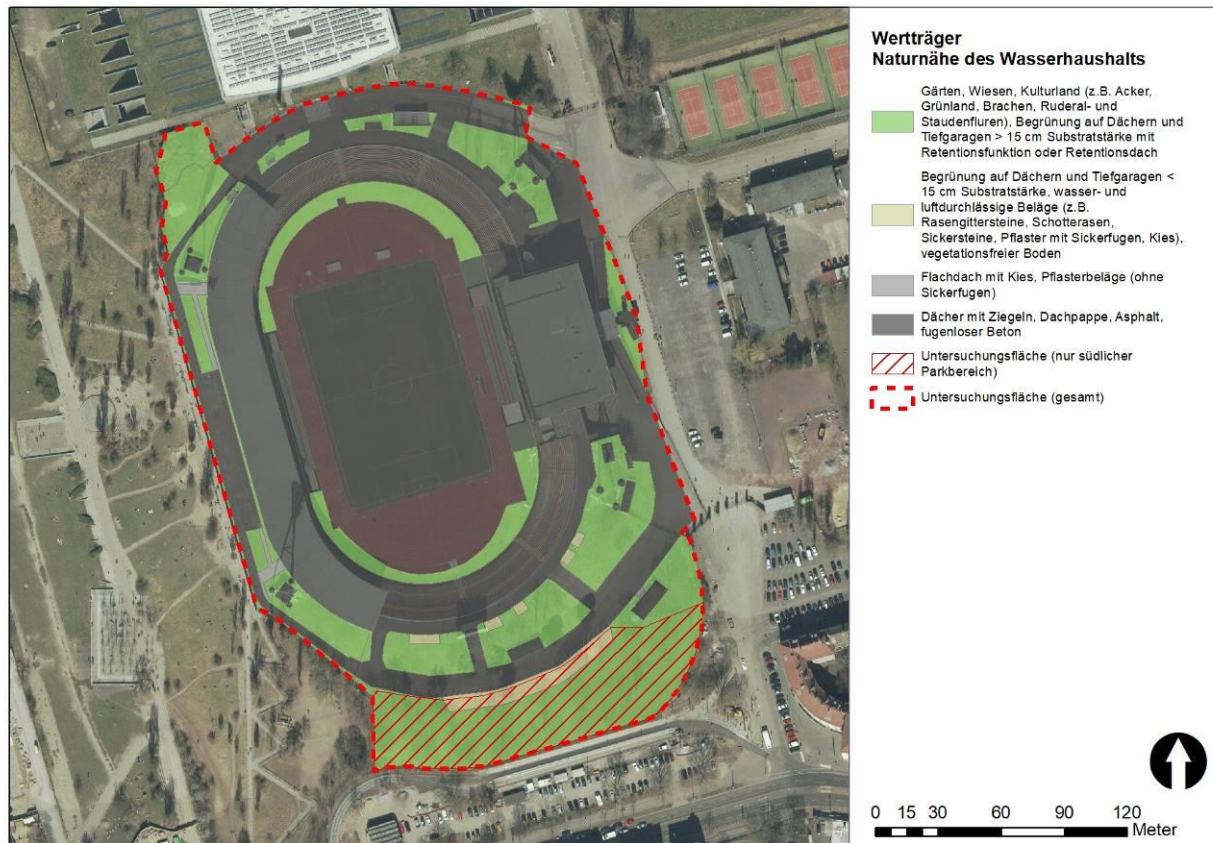 Wertträger
Naturnähe des Wasserhaushalts
Gärten, Wiesen, Kulturland (z.B. Acker,
Grünland, Brachen, Ruderal- und
Staudenfluren), Begrünung auf Dächern und
Tiefgaragen > 15 cm Substratstärke mit
Retentionsfunktion oder Retentionsdach
Begrünung auf Dächern und Tiefgaragen <
15 cm Substratstärke, wasser- und
luftdurchlässige Beläge (z.B.
Rasengittersteine, Schotterasen,
Sickersteine, Pflaster mit Sickerfugen, Kies),
vegetationsfreier Boden
Flachdach mit Kies, Pflasterbeläge (ohne
Sickerfugen)
Dächer mit Ziegeln, Dachpappe, Asphalt,
fugenloser Beton
Untersuchungsfläche (nur südlicher
Parkbereich)
Untersuchungsfläche (gesamt)
0 15 30 60 90 120
Meter